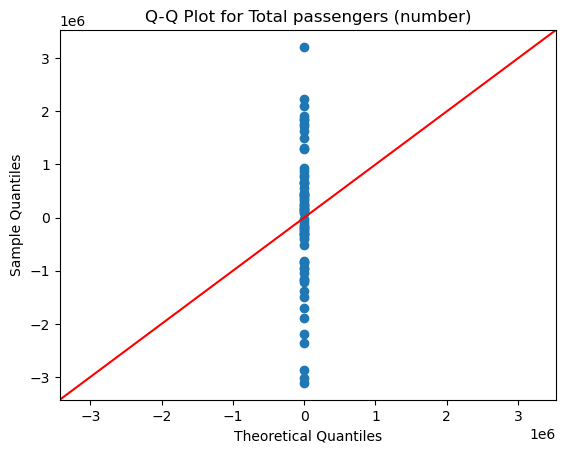 Q-Q Plot for Total passengers (number)
1e6
3
2
1
0
−1
−2
−3
Sample Quantiles
−3 −2 −1 0 1 2 3
1e6
Theoretical Quantiles